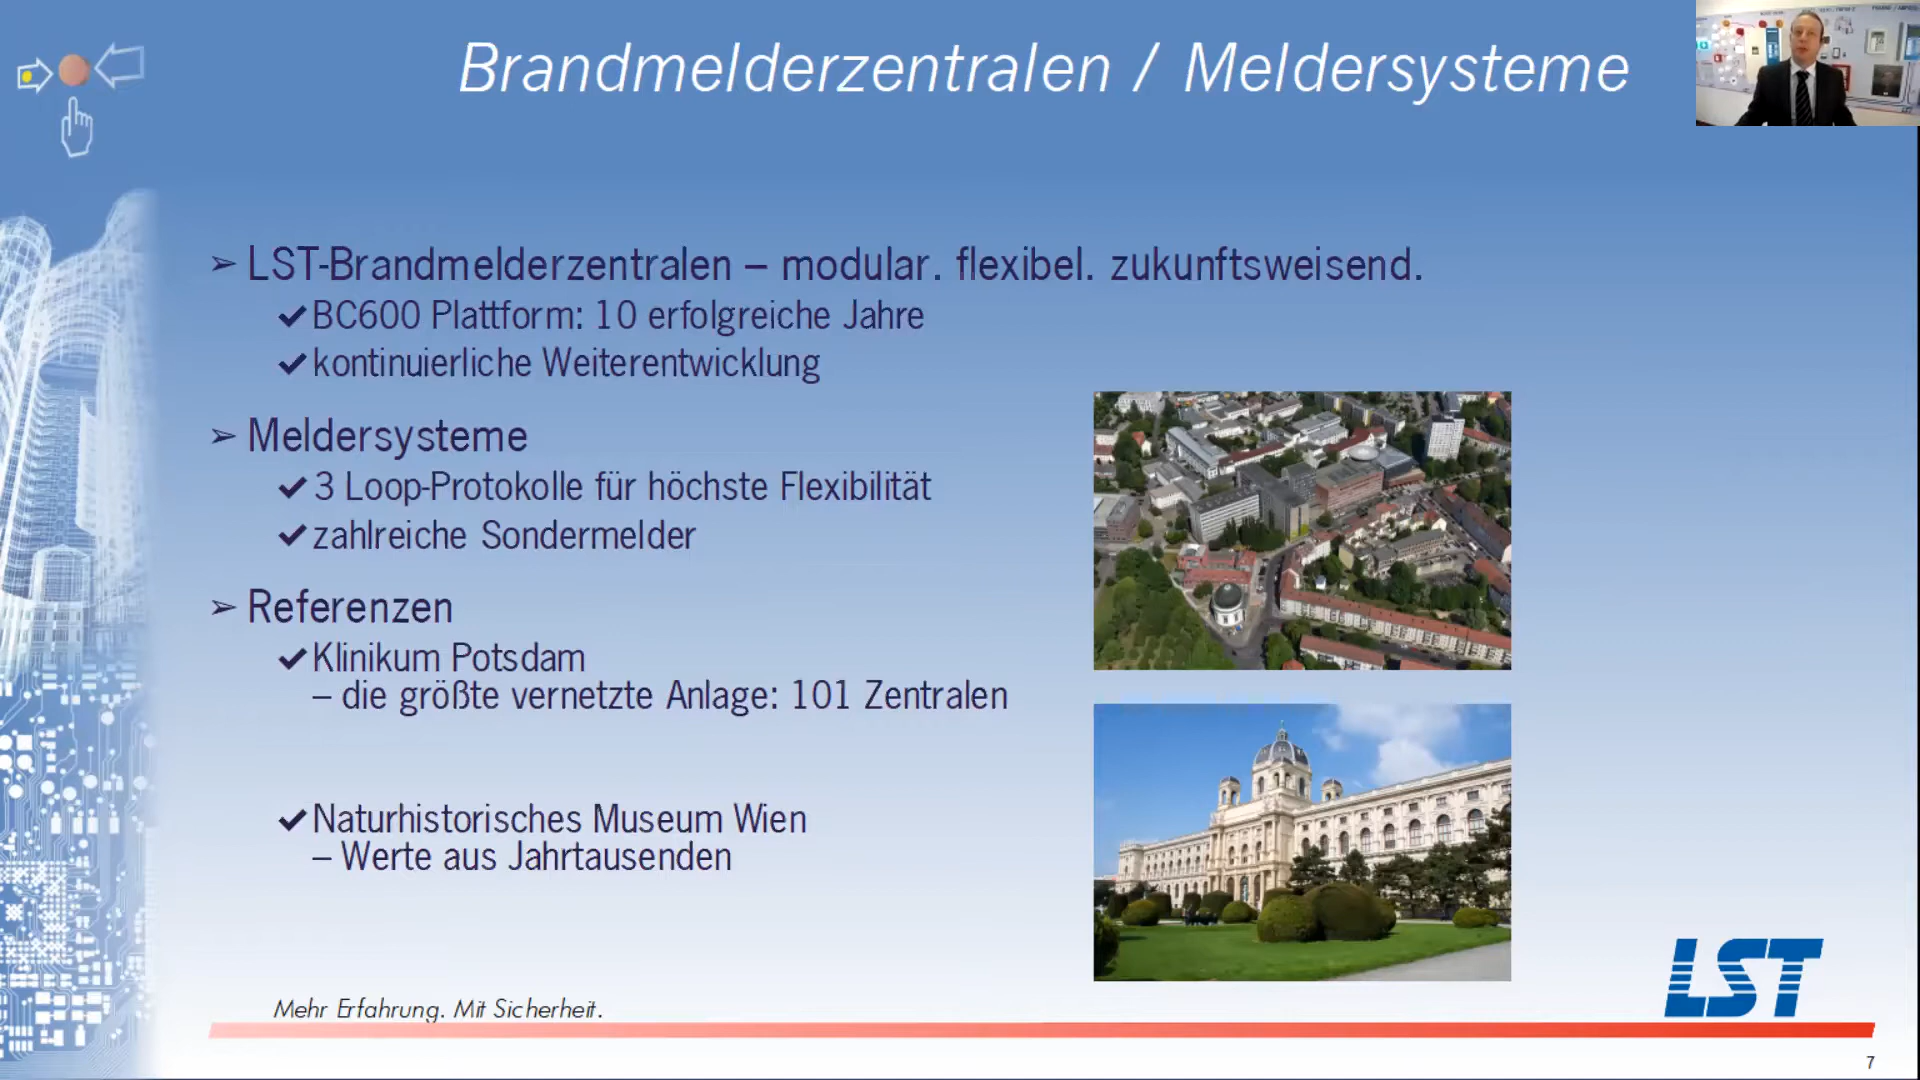 Brandmelderzentralen / Meldersysteme
➢ LST-Brandmelderzentralen – modular. flexibel. zukunftsweisend.
✔ BC600 Plattform: 10 erfolgreiche Jahre
✔ kontinuierliche Weiterentwicklung
➢ Meldersysteme
✔ 3 Loop-Protokolle für höchste Flexibilität
✔ zahlreiche Sondermelder
➢ Referenzen
✔ Klinikum Potsdam
– die größte vernetzte Anlage: 101 Zentralen
✔ Naturhistorisches Museum Wien
– Werte aus Jahrtausenden
Mehr Erfahrung. Mit Sicherheit.
LST
7